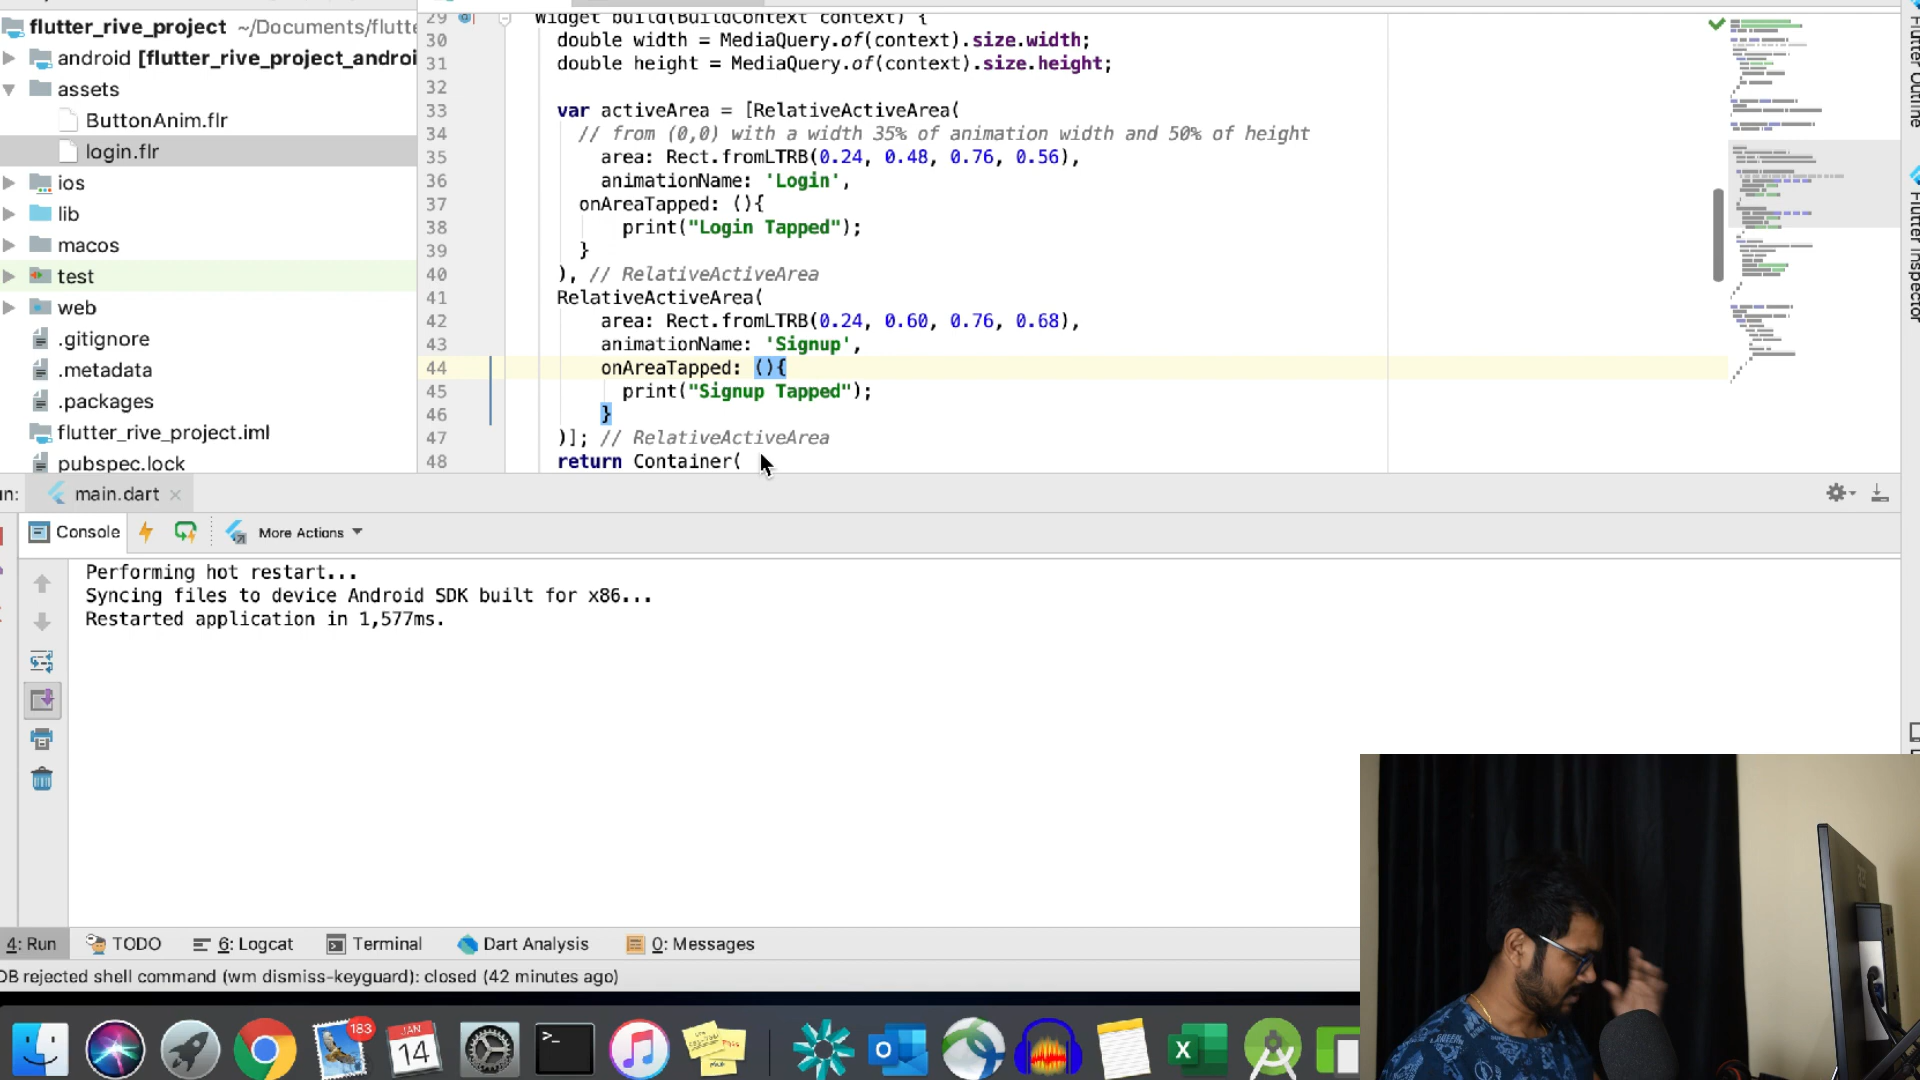 flutter_rive_project ~/Documents/flutte
android [flutter_rive_project_androi
assets
ButtonAnim.flr
login.flr
ios
lib
macos
test
web
.gitignore
.metadata
.packages
flutter_rive_project.iml
pubspec.lock
29 Widget build(BuildContext context) {
30 double width = MediaQuery.of(context).size.width;
31 double height = MediaQuery.of(context).size.height;
32
33 var activeArea = [RelativeActiveArea(
34 // from (0,0) with a width 35% of animation width and 50% of height
35 area: Rect.fromLTRB(0.24, 0.48, 0.76, 0.56),
36 animationName: 'Login',
37 onAreaTapped: (){
38 print("Login Tapped");
39 }
40 ), // RelativeActiveArea
41 RelativeActiveArea(
42 area: Rect.fromLTRB(0.24, 0.60, 0.76, 0.68),
43 animationName: 'Signup',
44 onAreaTapped: (){
45 print("Signup Tapped");
46 }
47 )]; // RelativeActiveArea
48 return Container(
Flutter Outline
Flutter Inspector
un: main.dart
Console More Actions
Performing hot restart...
Syncing files to device Android SDK built for x86...
Restarted application in 1,577ms.
4: Run TODO 6: Logcat Terminal Dart Analysis 0: Messages
DB rejected shell command (wm dismiss-keyguard): closed (42 minutes ago)
183
JAN
14